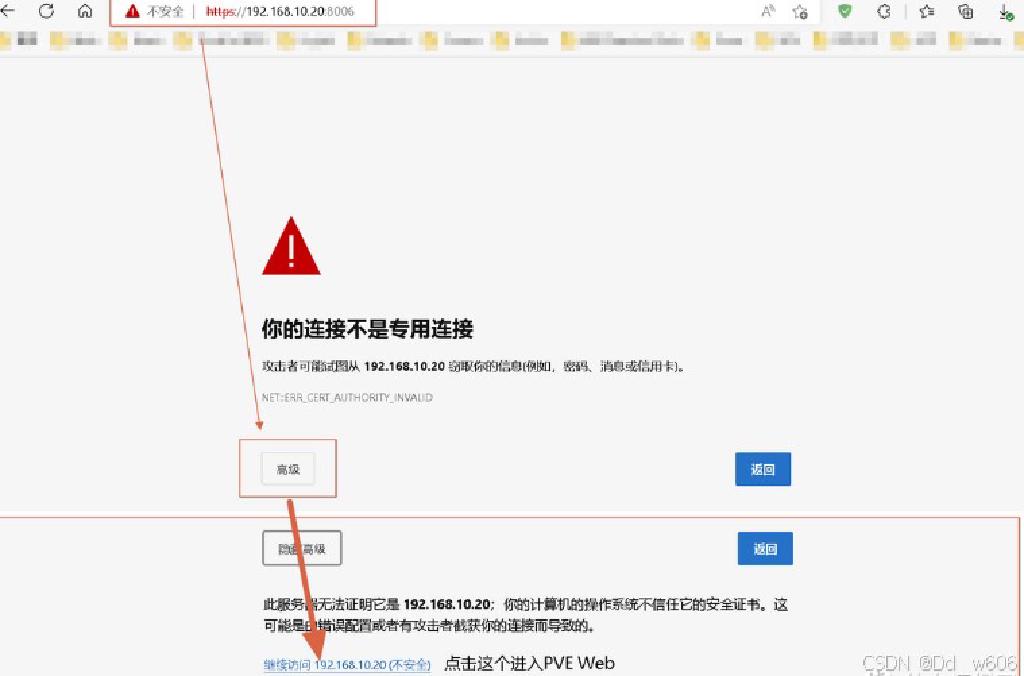 不安全 https://192.168.10.20:8006
你的连接不是专用连接
攻击者可能试图从 192.168.10.20 窃取你的信息(例如，密码、消息或信用卡)。
NET::ERR_CERT_AUTHORITY_INVALID
高级
返回
隐藏高级
返回
此服务器无法证明它是 192.168.10.20；你的计算机的操作系统不信任它的安全证书。这
可能是由错误配置或者有攻击者截获你的连接而导致的。
继续访问 192.168.10.20 (不安全) 点击这个进入PVE Web
CSDN @Dd_w606